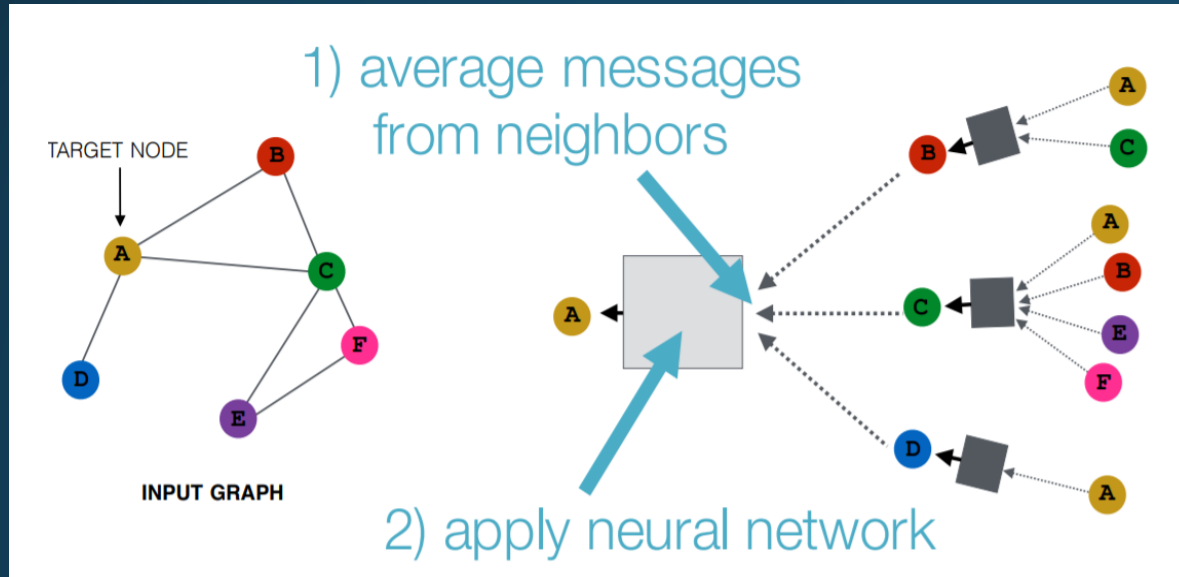 1) average messages
from neighbors
TARGET NODE
B
A
C
F
D
E
INPUT GRAPH
A
B
C
D
A
C
A
B
E
F
A
2) apply neural network